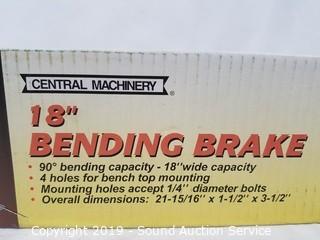 CENTRAL MACHINERY ®
18"
BENDING BRAKE
• 90° bending capacity - 18" wide capacity
• 4 holes for bench top mounting
• Mounting holes accept 1/4" diameter bolts
• Overall dimensions: 21-15/16" x 1-1/2" x 3-1/2"
Copyright 2019 - Sound Auction Service